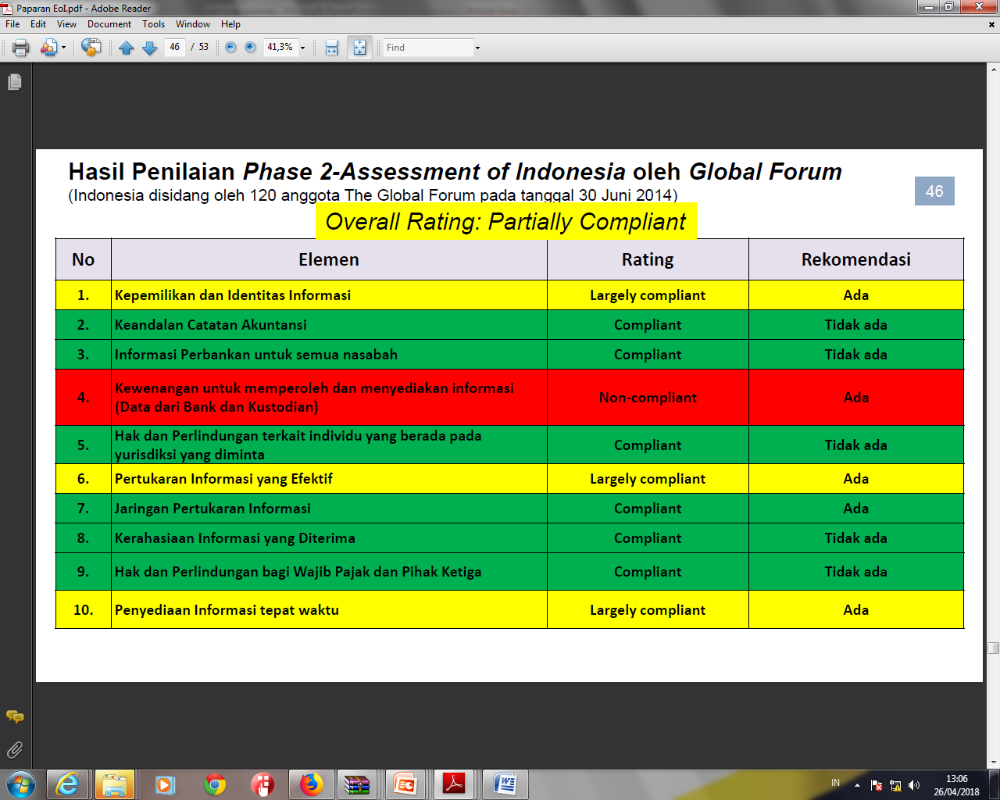 Paparan EoI.pdf - Adobe Reader
File Edit View Document Tools Window Help
46 / 53 41,3% Find
Hasil Penilaian Phase 2-Assessment of Indonesia oleh Global Forum
(Indonesia disidang oleh 120 anggota The Global Forum pada tanggal 30 Juni 2014)
46
Overall Rating: Partially Compliant
No Elemen Rating Rekomendasi
1. Kepemilikan dan Identitas Informasi Largely compliant Ada
2. Keandalan Catatan Akuntansi Compliant Tidak ada
3. Informasi Perbankan untuk semua nasabah Compliant Tidak ada
4. Kewenangan untuk memperoleh dan menyediakan informasi
(Data dari Bank dan Kustodian) Non-compliant Ada
5. Hak dan Perlindungan terkait individu yang berada pada
yurisdiksi yang diminta Compliant Tidak ada
6. Pertukaran Informasi yang Efektif Largely compliant Ada
7. Jaringan Pertukaran Informasi Compliant Ada
8. Kerahasiaan Informasi yang Diterima Compliant Tidak ada
9. Hak dan Perlindungan bagi Wajib Pajak dan Pihak Ketiga Compliant Tidak ada
10. Penyediaan Informasi tepat waktu Largely compliant Ada
IN 13:06
26/04/2018